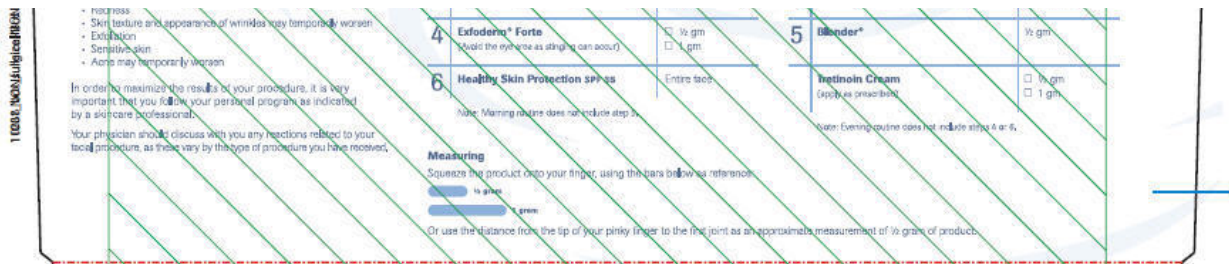 Redness
• Skin texture and appearance of wrinkles may temporarily worsen
• Exfoliation
• Sensitive skin
• Acne may temporarily worsen
In order to maximize the results of your procedure, it is very
important that you follow your personal program as indicated
by a skincare professional.
Your physician should discuss with you any reactions related to your
facial procedure, as these vary by the type of procedure you have received.
4 Exfoderm® Forte ☐ ½ gm
(Avoid the eye area as stinging can occur) ☐ 1 gm
6 Healthy Skin Protection SPF 35 Entire face
Note: Morning routine does not include step 5.
5 Blender® ½ gm
Tretinoin Cream ☐ ½ gm
(apply as prescribed) ☐ 1 gm
Note: Evening routine does not include steps 4 or 6.
Measuring
Squeeze the product onto your finger, using the bars below as reference
½ gram
1 gram
Or use the distance from the tip of your pinky finger to the first joint as an approximate measurement of ½ gram of product.